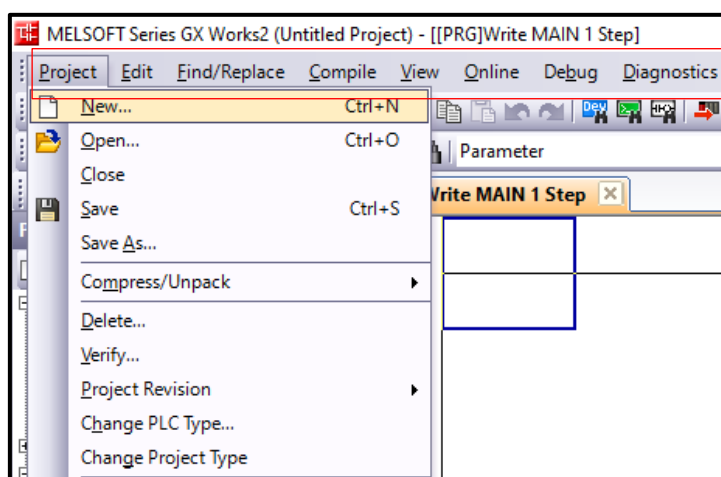 MELSOFT Series GX Works2 (Untitled Project) - [[PRG]Write MAIN 1 Step]
Project Edit Find/Replace Compile View Online Debug Diagnostics
New... Ctrl+N
Open... Ctrl+O
Parameter
Close
Write MAIN 1 Step
Save Ctrl+S
Save As...
Compress/Unpack
Delete...
Verify...
Project Revision
Change PLC Type...
Change Project Type